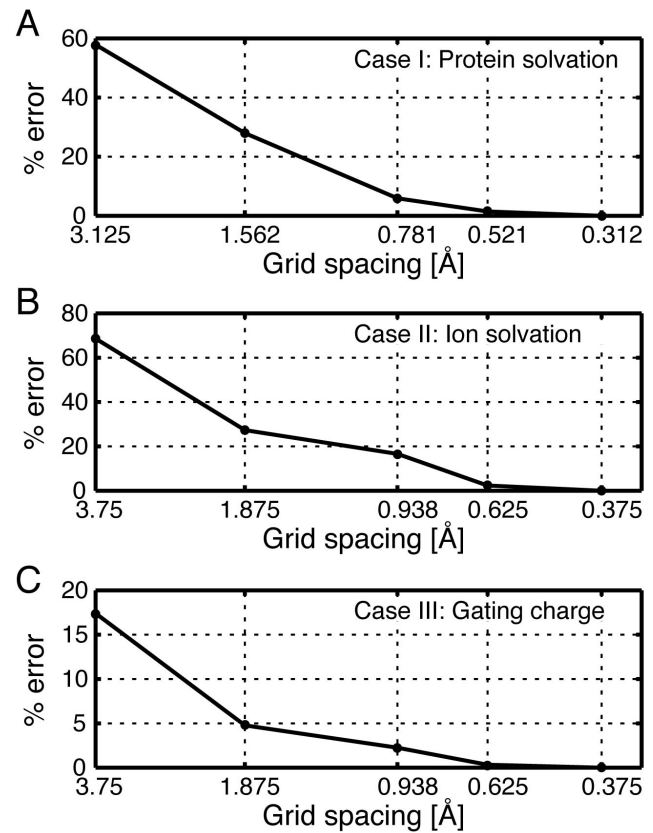 A
60
Case I: Protein solvation
40
20
0
% error
3.125 1.562 0.781 0.521 0.312
Grid spacing [Å]
B
80
Case II: Ion solvation
60
40
20
0
% error
3.75 1.875 0.938 0.625 0.375
Grid spacing [Å]
C
20
Case III: Gating charge
15
10
5
0
% error
3.75 1.875 0.938 0.625 0.375
Grid spacing [Å]